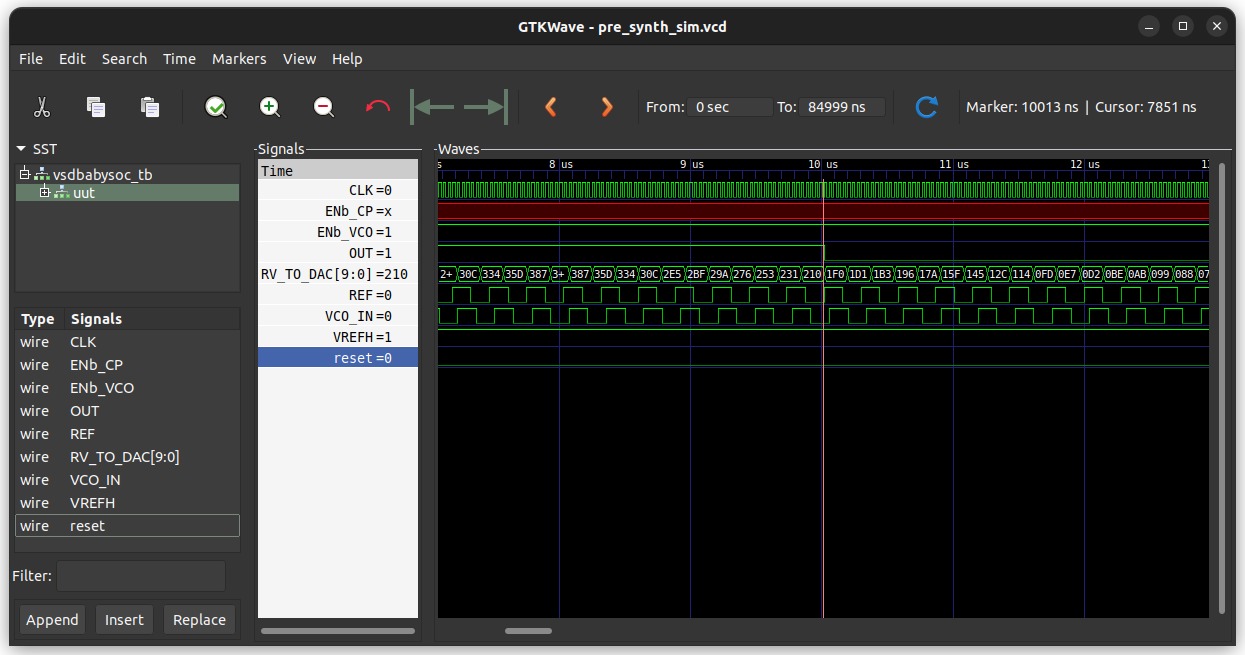 GTKWave - pre_synth_sim.vcd
File Edit Search Time Markers View Help
From: 0 sec To: 84999 ns Marker: 10013 ns | Cursor: 7851 ns
SST
vsdbabysoc_tb
uut
Type Signals
wire CLK
wire ENb_CP
wire ENb_VCO
wire OUT
wire REF
wire RV_TO_DAC[9:0]
wire VCO_IN
wire VREFH
wire reset
Filter:
Append Insert Replace
Signals
Time
CLK=0
ENb_CP=x
ENb_VCO=1
OUT=1
RV_TO_DAC[9:0]=210
REF=0
VCO_IN=0
VREFH=1
reset=0
Waves
s 8 us 9 us 10 us 11 us 12 us 13
2+ 30C 334 35D 387 3+ 387 35D 334 30C 2E5 2BF 29A 276 253 231 210 1F0 1D1 1B3 196 17A 15F 145 12C 114 0FD 0E7 0D2 0BE 0AB 099 088 07